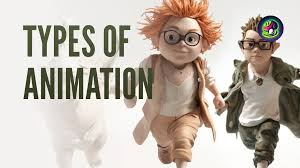 TYPES OF
ANIMATION